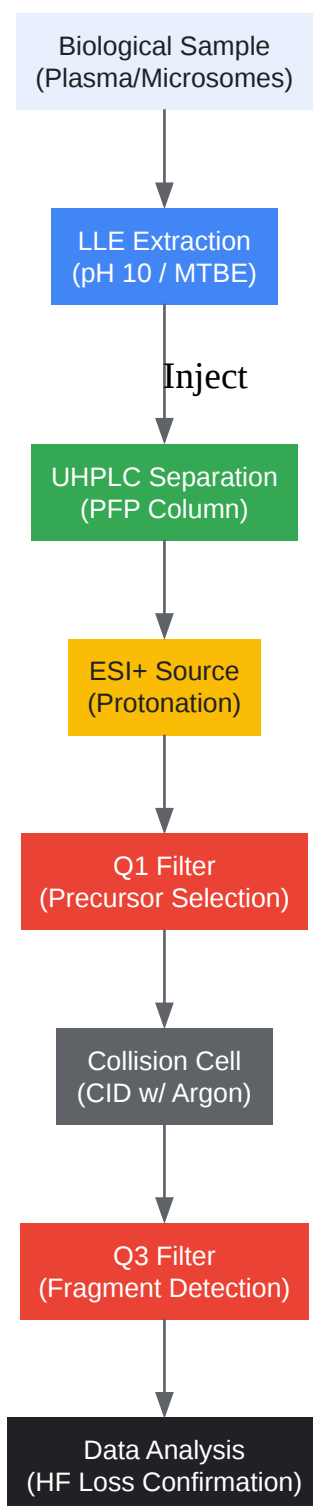 Biological Sample
(Plasma/Microsomes)
LLE Extraction
(pH 10 / MTBE)
Inject
UHPLC Separation
(PFP Column)
ESI+ Source
(Protonation)
Q1 Filter
(Precursor Selection)
Collision Cell
(CID w/ Argon)
Q3 Filter
(Fragment Detection)
Data Analysis
(HF Loss Confirmation)